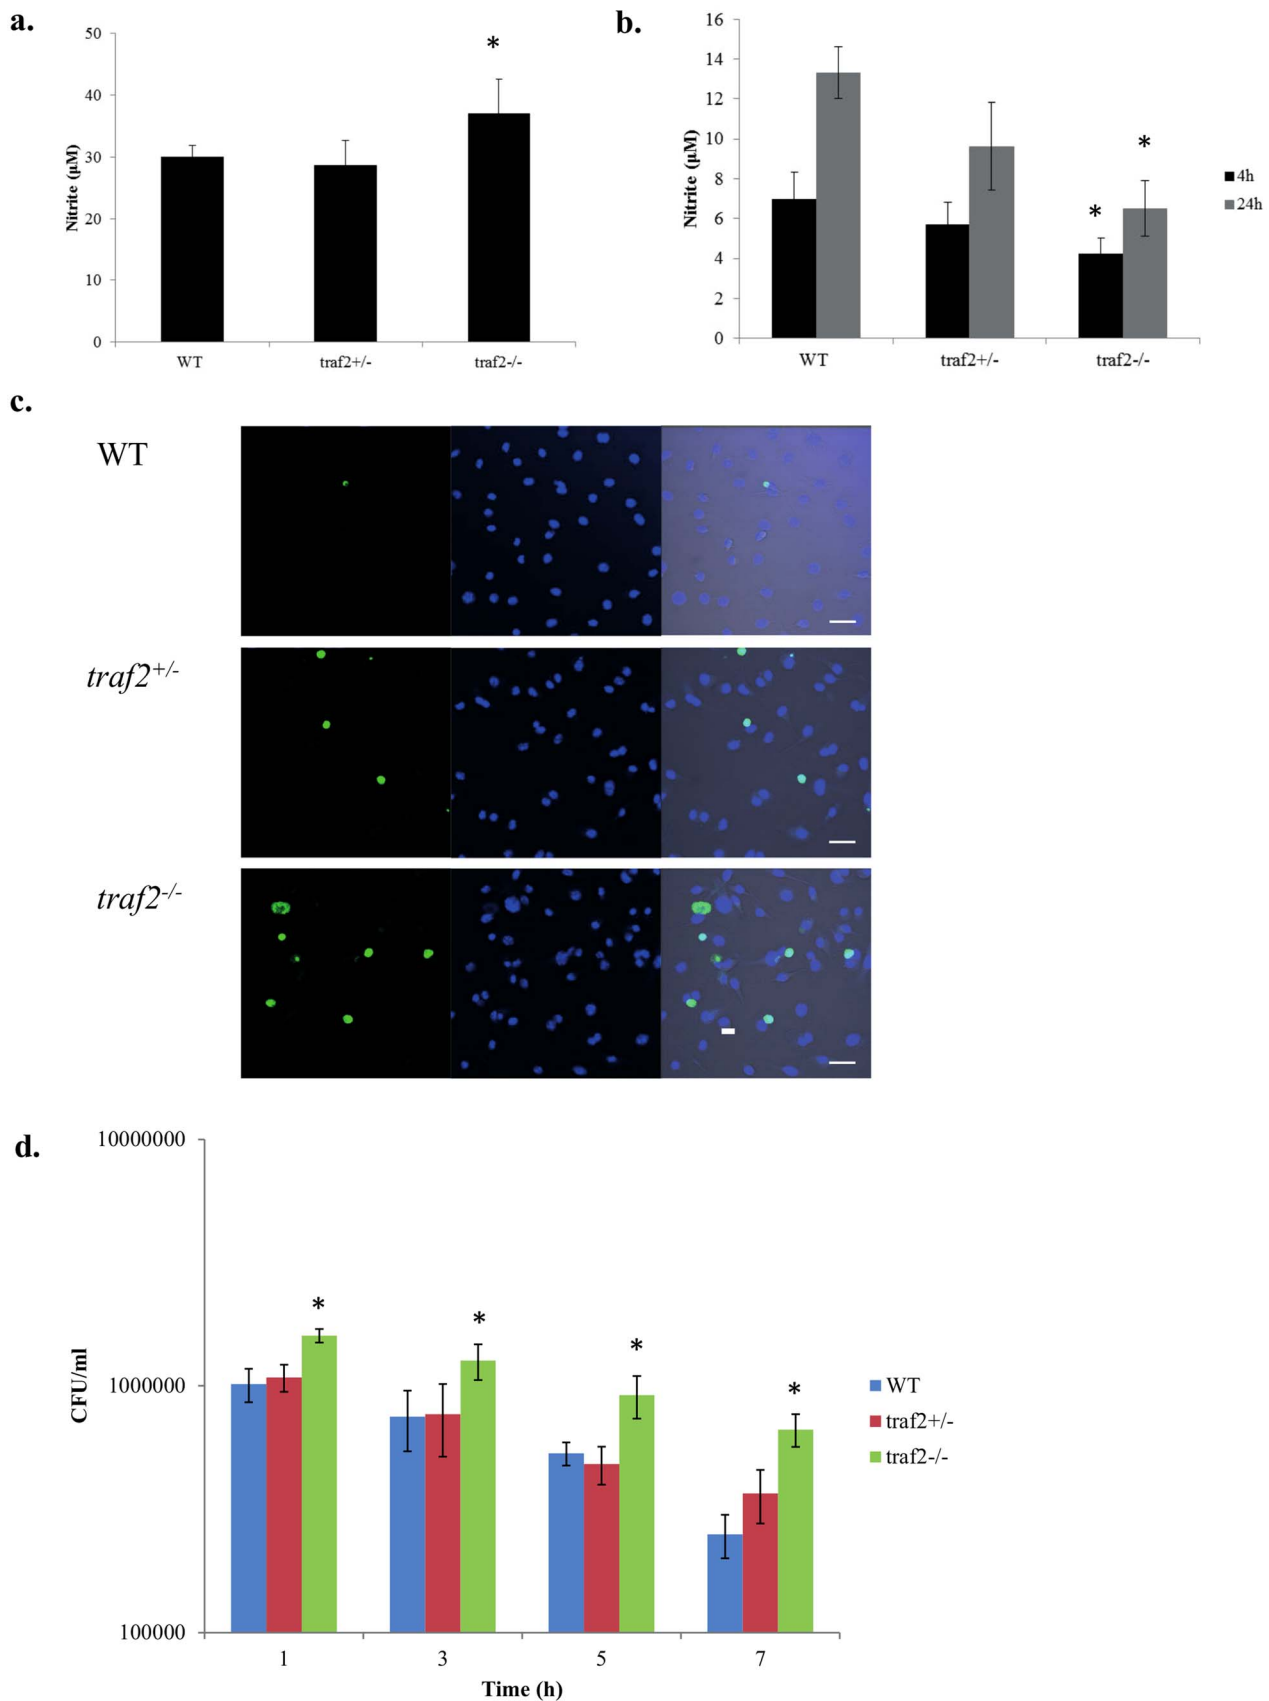 a.
50
40
30
20
10
0
Nitrite (µM)
*
WT traf2+/- traf2-/-
b.
16
14
12
10
8
6
4
2
0
Nitrite (µM)
* *
4h
24h
WT traf2+/- traf2-/-
c.
WT
traf2+/-
traf2-/-
d.
10000000
1000000
100000
CFU/ml
* * * *
WT
traf2+/-
traf2-/-
1 3 5 7
Time (h)